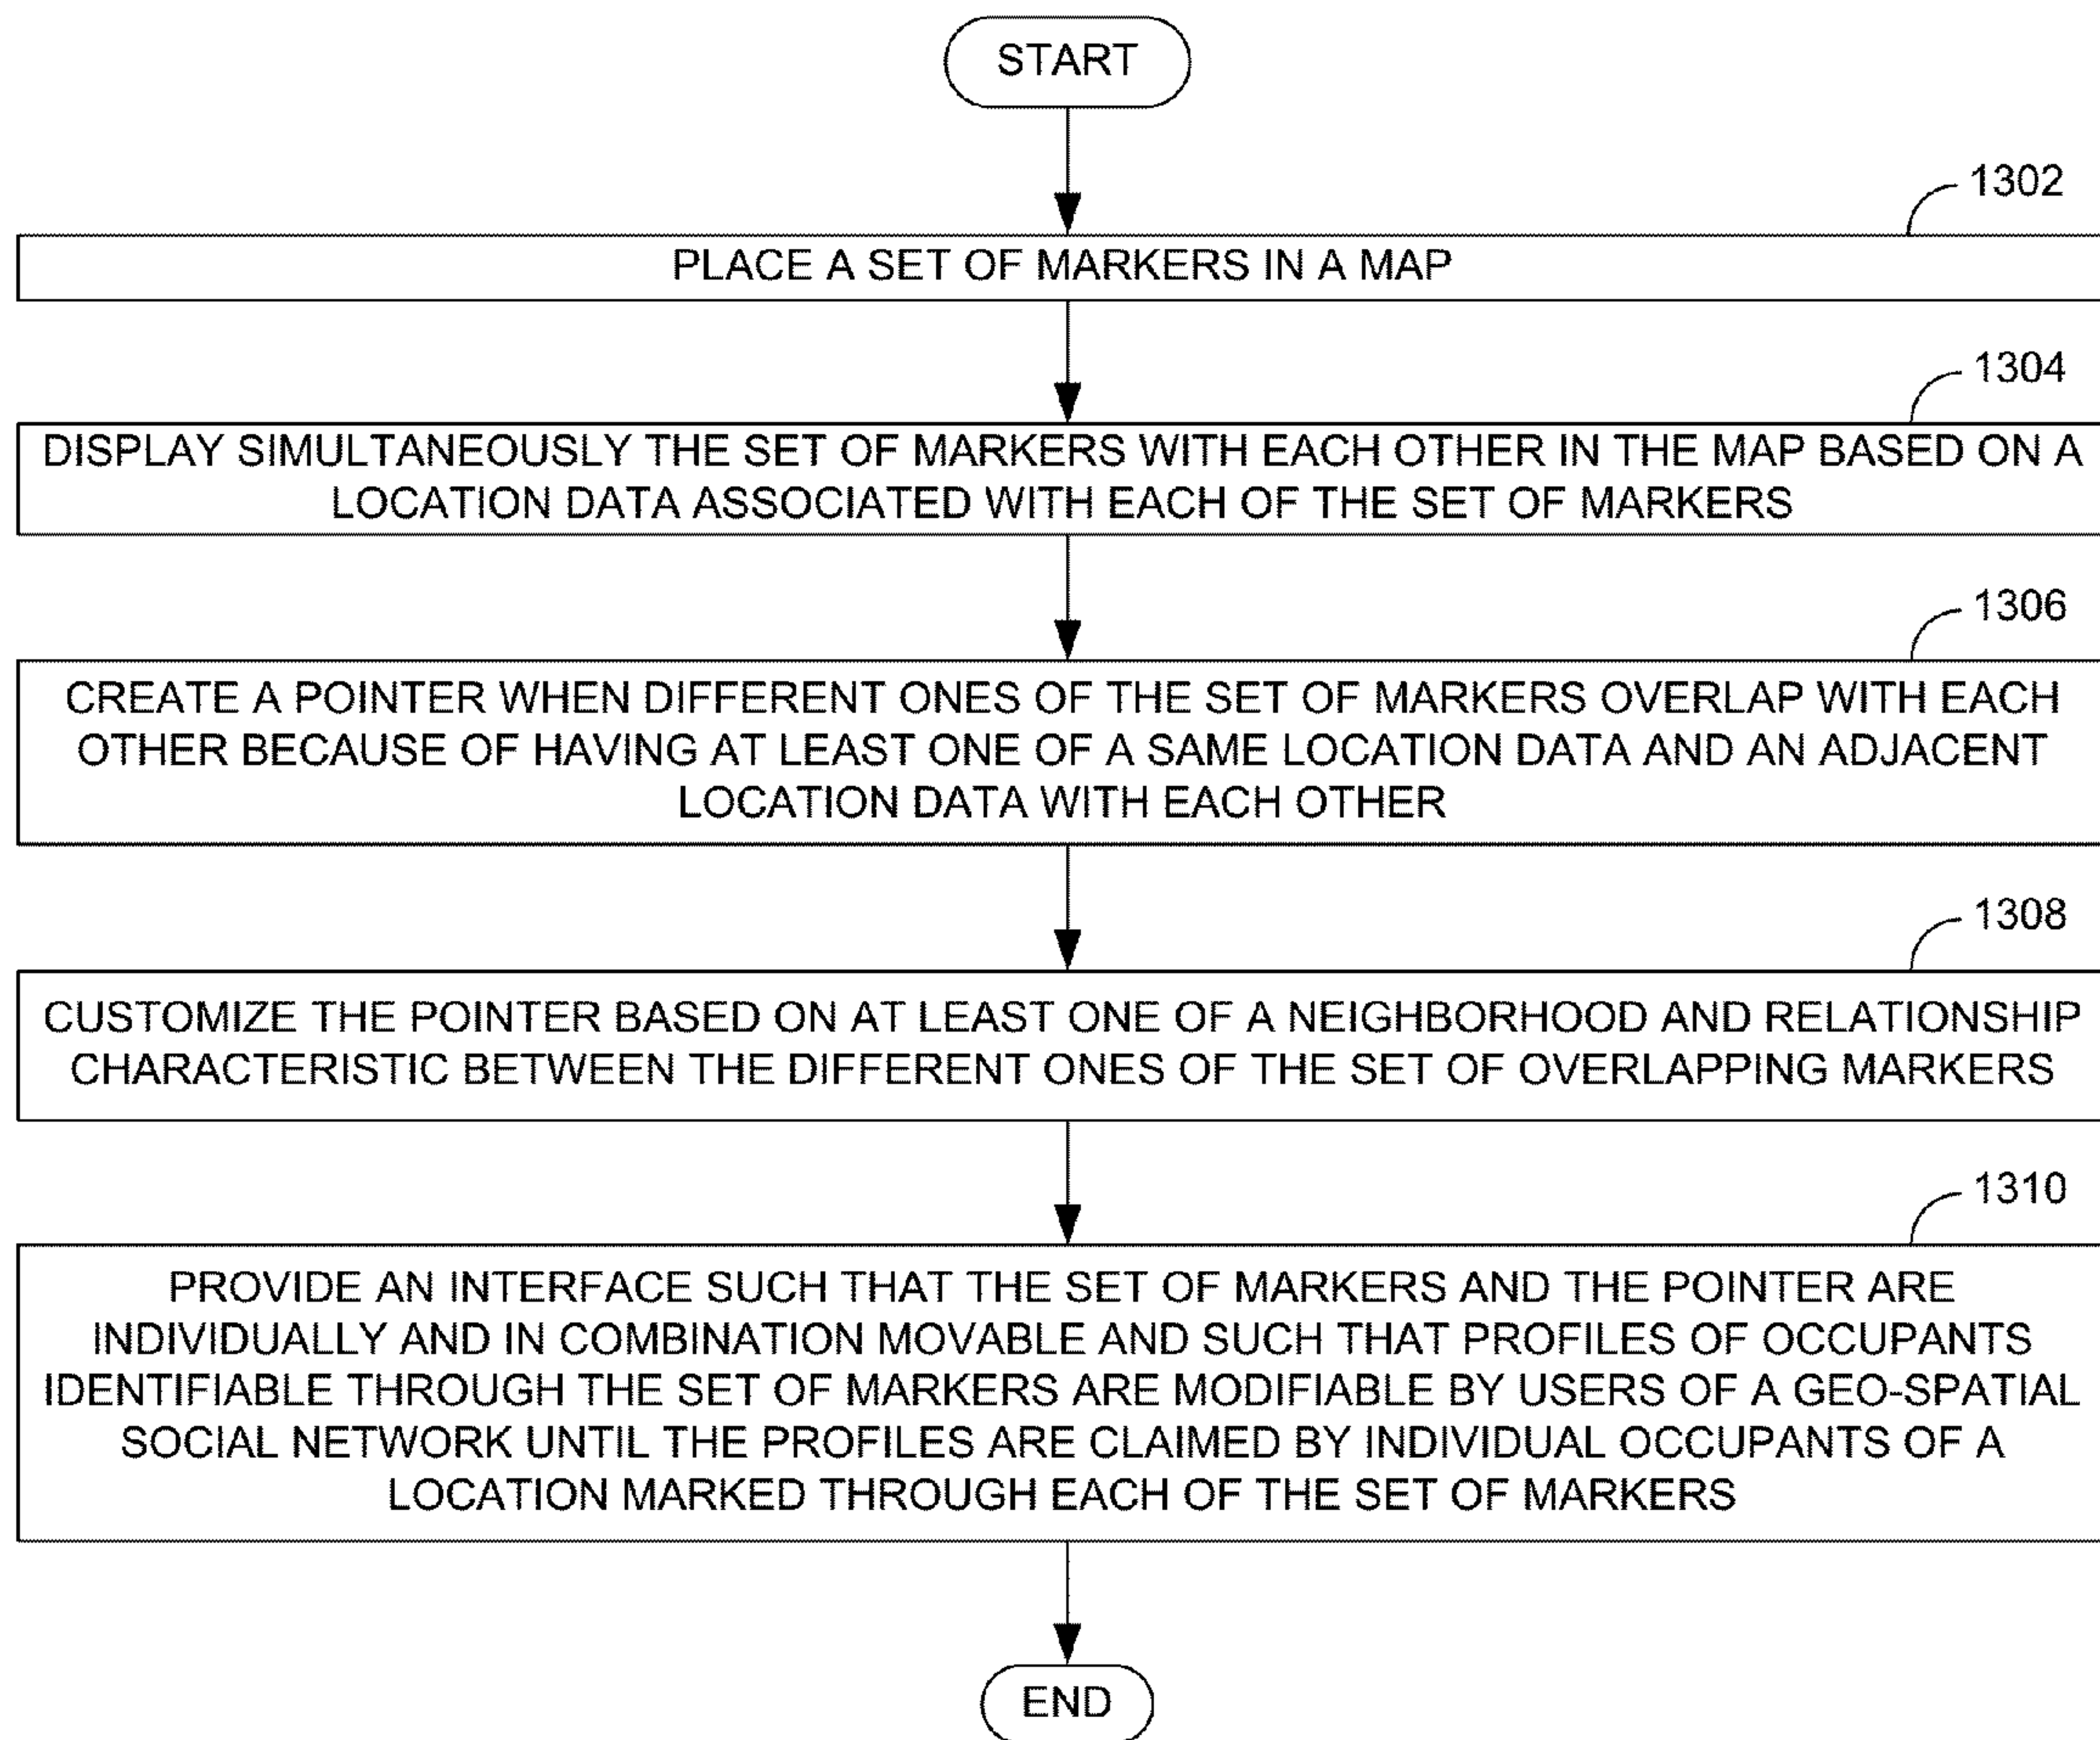 START
1302
PLACE A SET OF MARKERS IN A MAP
1304
DISPLAY SIMULTANEOUSLY THE SET OF MARKERS WITH EACH OTHER IN THE MAP BASED ON A
LOCATION DATA ASSOCIATED WITH EACH OF THE SET OF MARKERS
1306
CREATE A POINTER WHEN DIFFERENT ONES OF THE SET OF MARKERS OVERLAP WITH EACH
OTHER BECAUSE OF HAVING AT LEAST ONE OF A SAME LOCATION DATA AND AN ADJACENT
LOCATION DATA WITH EACH OTHER
1308
CUSTOMIZE THE POINTER BASED ON AT LEAST ONE OF A NEIGHBORHOOD AND RELATIONSHIP
CHARACTERISTIC BETWEEN THE DIFFERENT ONES OF THE SET OF OVERLAPPING MARKERS
1310
PROVIDE AN INTERFACE SUCH THAT THE SET OF MARKERS AND THE POINTER ARE
INDIVIDUALLY AND IN COMBINATION MOVABLE AND SUCH THAT PROFILES OF OCCUPANTS
IDENTIFIABLE THROUGH THE SET OF MARKERS ARE MODIFIABLE BY USERS OF A GEO-SPATIAL
SOCIAL NETWORK UNTIL THE PROFILES ARE CLAIMED BY INDIVIDUAL OCCUPANTS OF A
LOCATION MARKED THROUGH EACH OF THE SET OF MARKERS
END